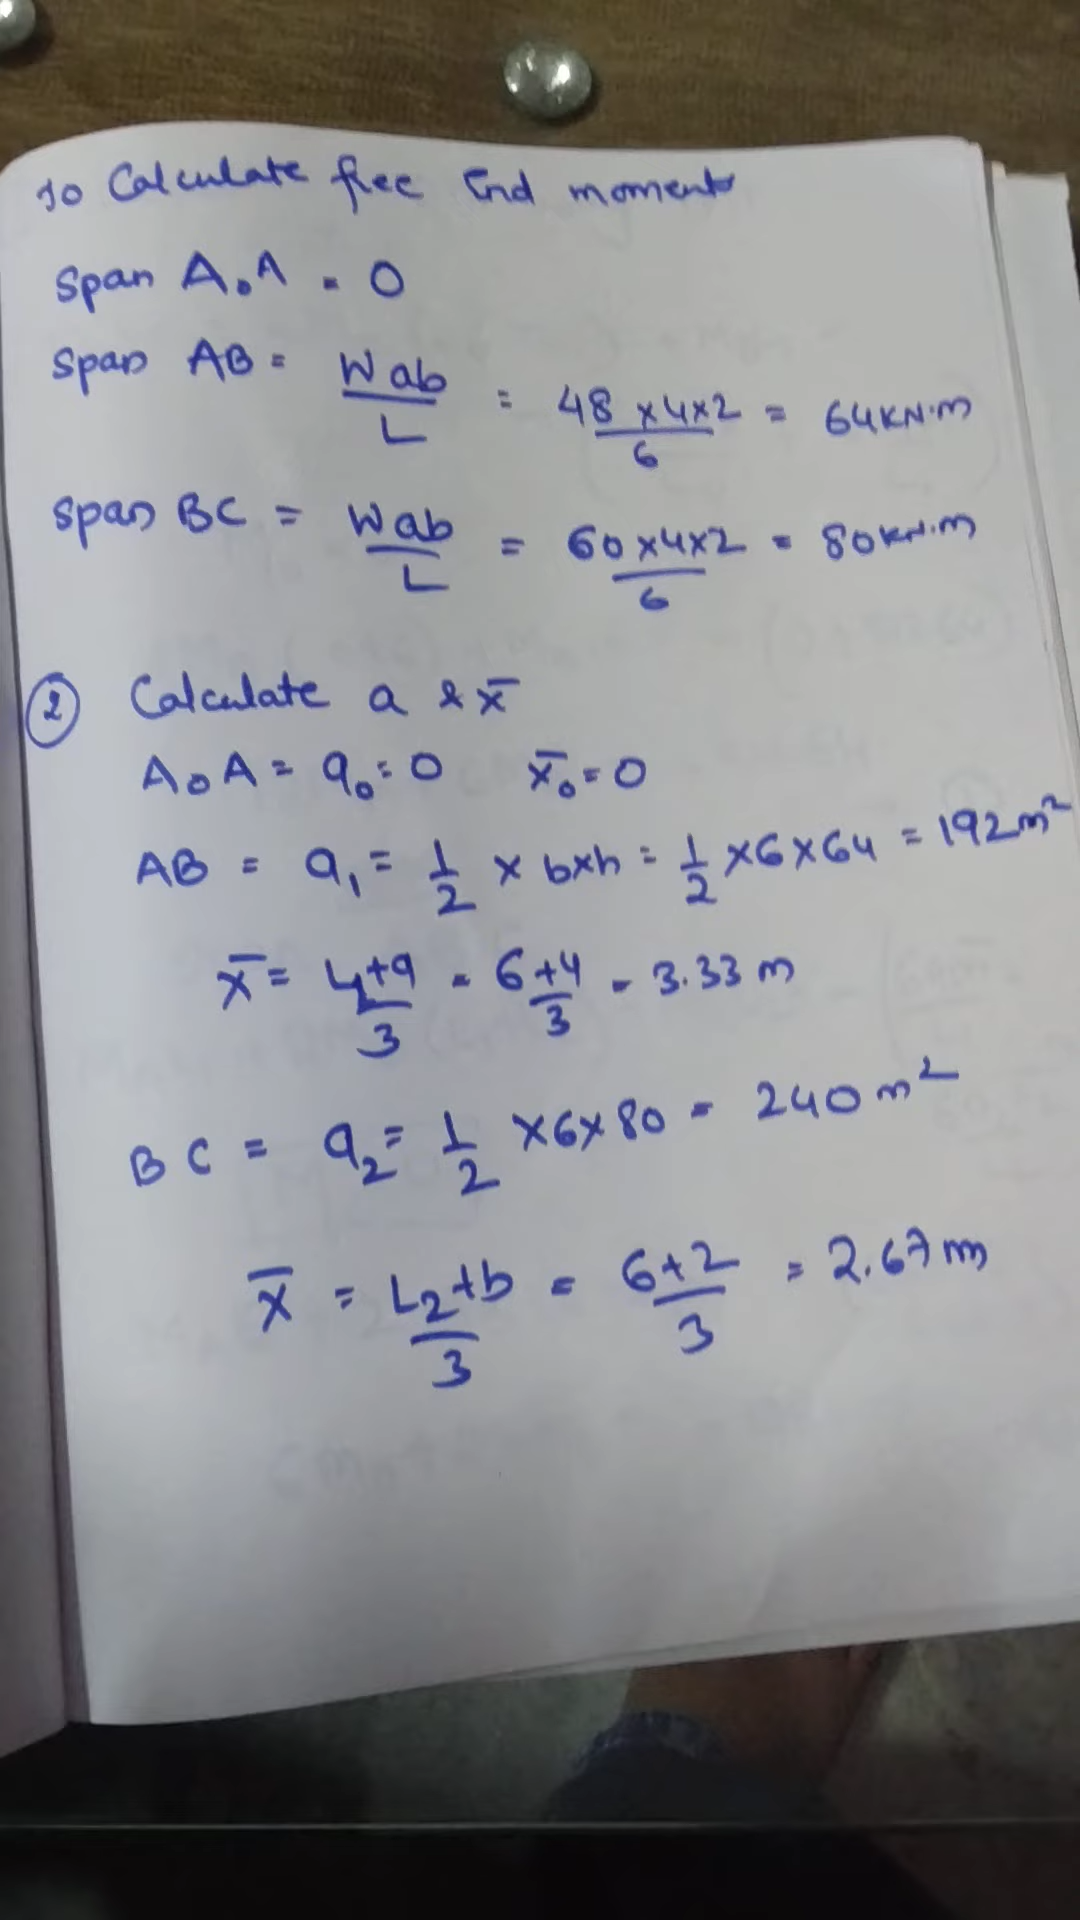 To Calculate free End moments
Span A₀A = 0
Span AB = Wab/L = 48×4×2/6 = 64KN·m
Span BC = Wab/L = 60×4×2/6 = 80KN·m
② Calculate a & x̄
A₀A = a₀ = 0 x̄₀ = 0
AB = a₁ = 1/2 × b×h = 1/2 ×6×64 = 192m²
x̄ = L₁+a/3 = 6+4/3 = 3.33 m
BC = a₂ = 1/2 ×6×80 = 240 m²
x̄ = L₂+b/3 = 6+2/3 = 2.67 m